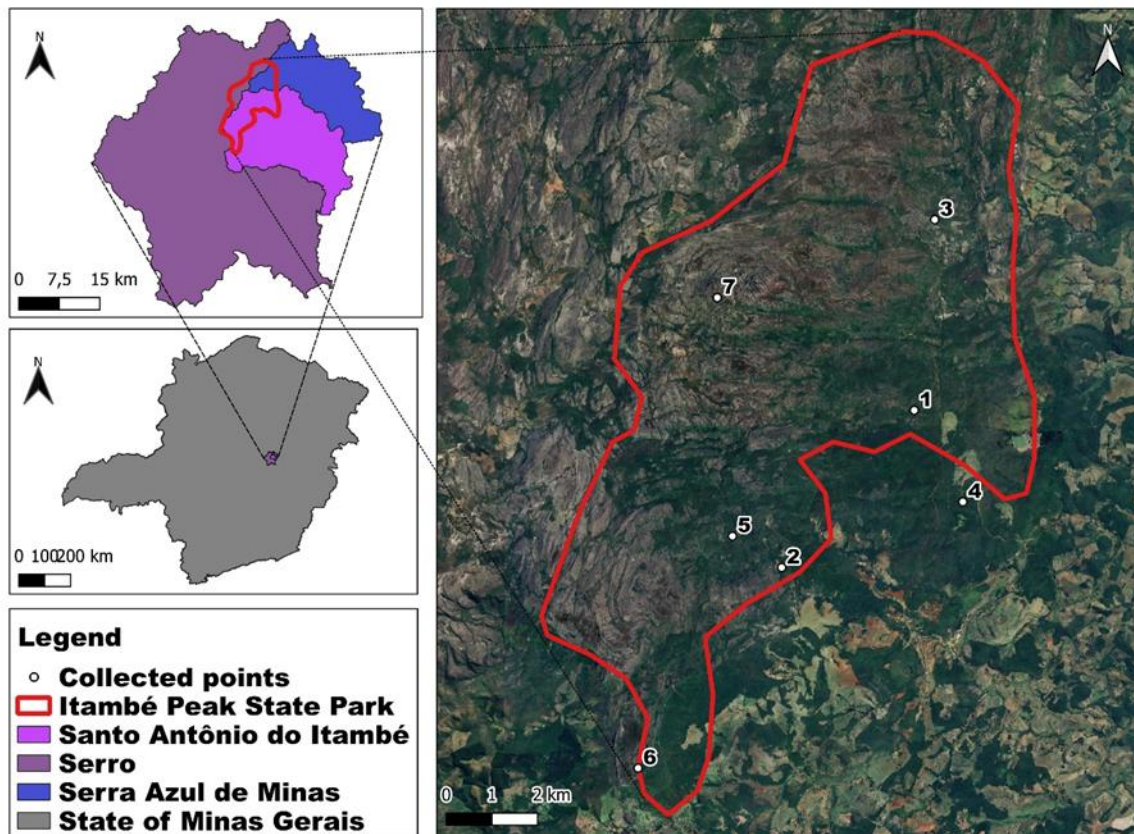 N
0 7,5 15 km
N
0 100200 km
Legend
Collected points
Itambé Peak State Park
Santo Antônio do Itambé
Serro
Serra Azul de Minas
State of Minas Gerais
N
3
7
1
4
5
2
6
0 1 2 km